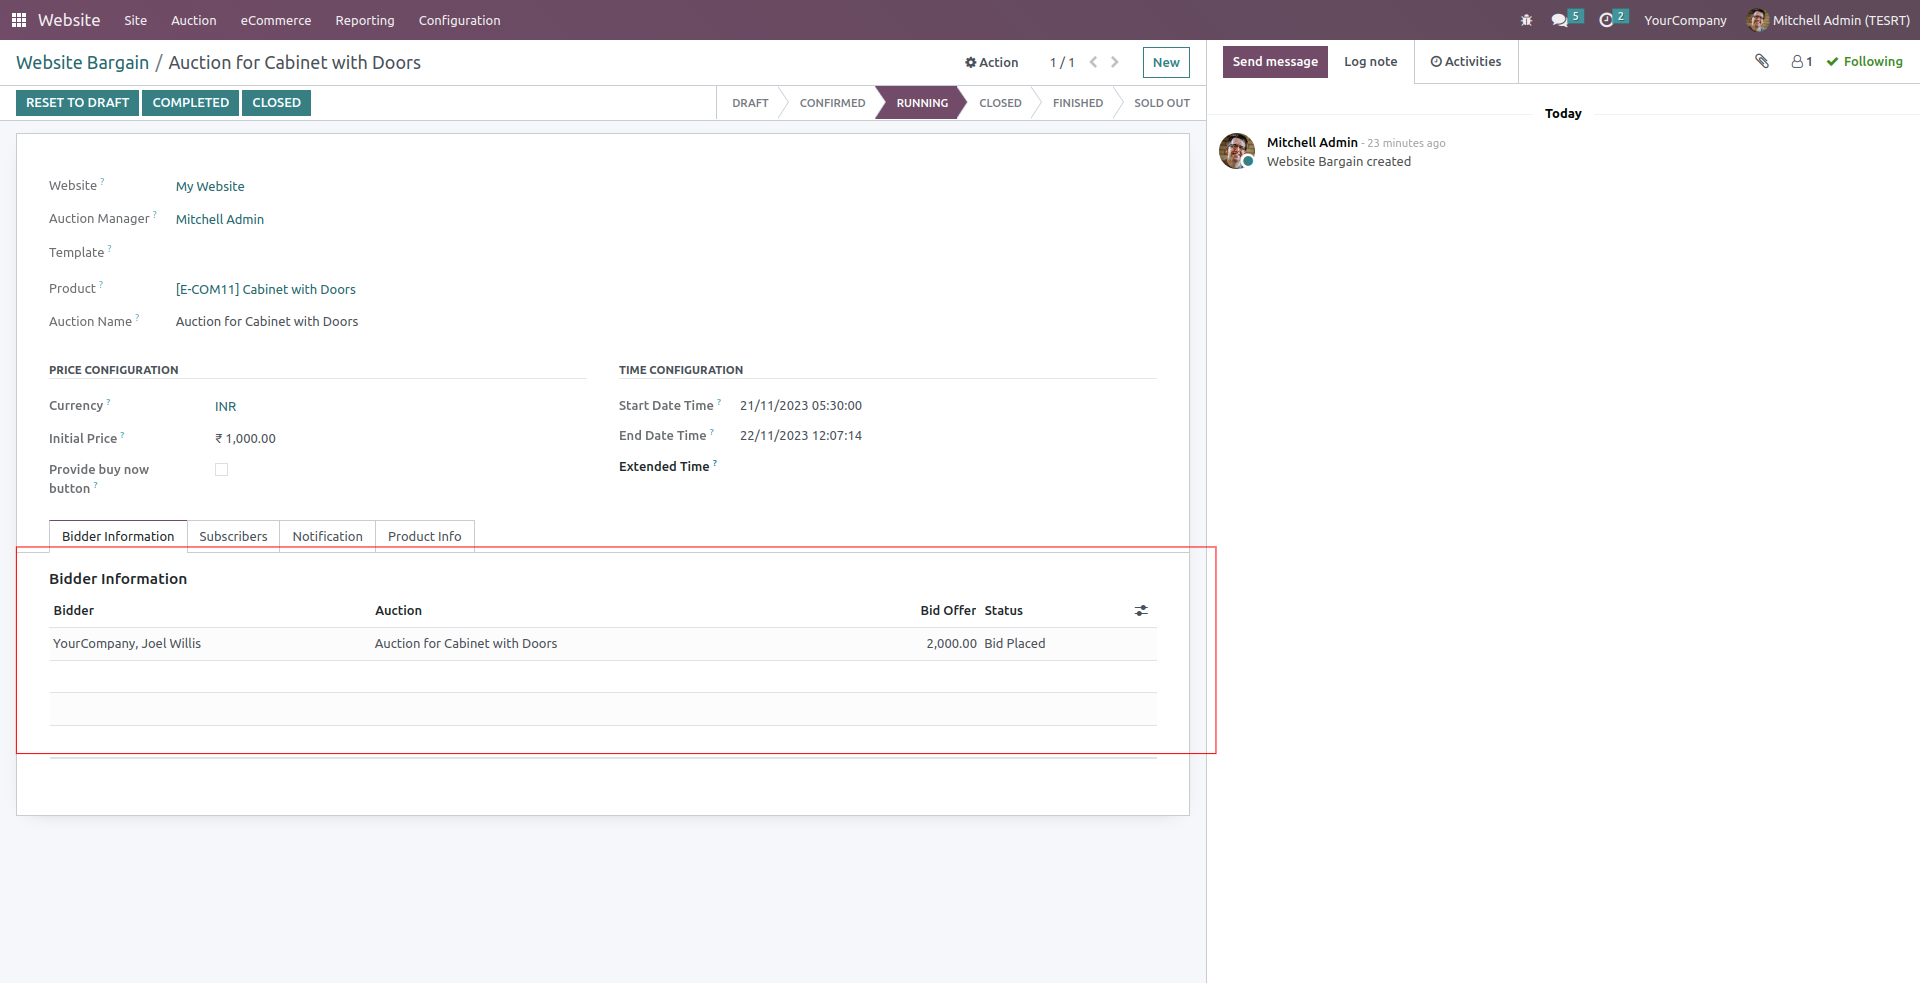 Website Site Auction eCommerce Reporting Configuration 5 2 YourCompany Mitchell Admin (TESRT)
Website Bargain / Auction for Cabinet with Doors Action 1 / 1 New
Send message Log note Activities 1 Following
RESET TO DRAFT COMPLETED CLOSED DRAFT CONFIRMED RUNNING CLOSED FINISHED SOLD OUT
Today
Mitchell Admin - 23 minutes ago
Website Bargain created
Website ? My Website
Auction Manager ? Mitchell Admin
Template ?
Product ? [E-COM11] Cabinet with Doors
Auction Name ? Auction for Cabinet with Doors
PRICE CONFIGURATION
Currency ? INR
Initial Price ? ₹ 1,000.00
Provide buy now
button ?
TIME CONFIGURATION
Start Date Time ? 21/11/2023 05:30:00
End Date Time ? 22/11/2023 12:07:14
Extended Time ?
Bidder Information Subscribers Notification Product Info
Bidder Information
Bidder Auction Bid Offer Status
YourCompany, Joel Willis Auction for Cabinet with Doors 2,000.00 Bid Placed